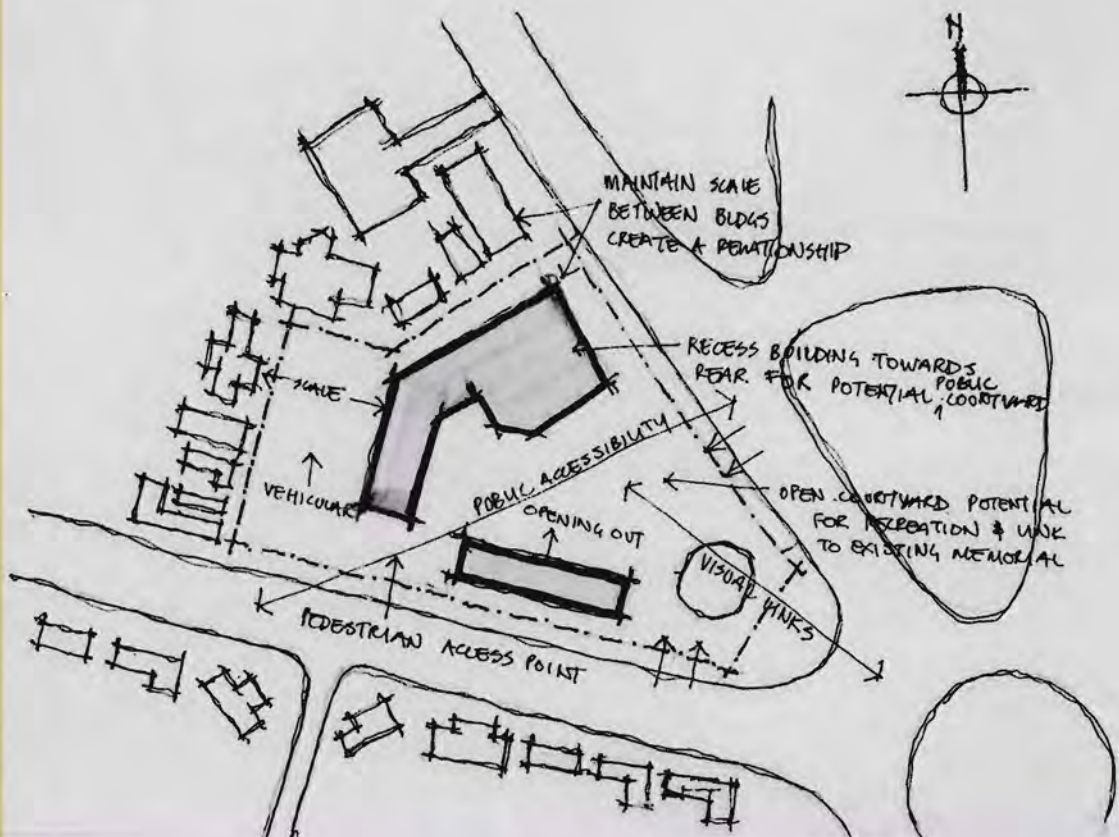 N
MAINTAIN SCALE
BETWEEN BLDGS
CREATE A RELATIONSHIP
RECESS BUILDING TOWARDS
REAR. FOR POTENTIAL PUBLIC COURTYARD
SCALE
VEHICULAR
PUBLIC ACCESSIBILITY
OPENING OUT
OPEN COURTYARD POTENTIAL
FOR RECREATION & LINK
TO EXISTING MEMORIAL
VISUAL LINKS
PEDESTRIAN ACCESS POINT